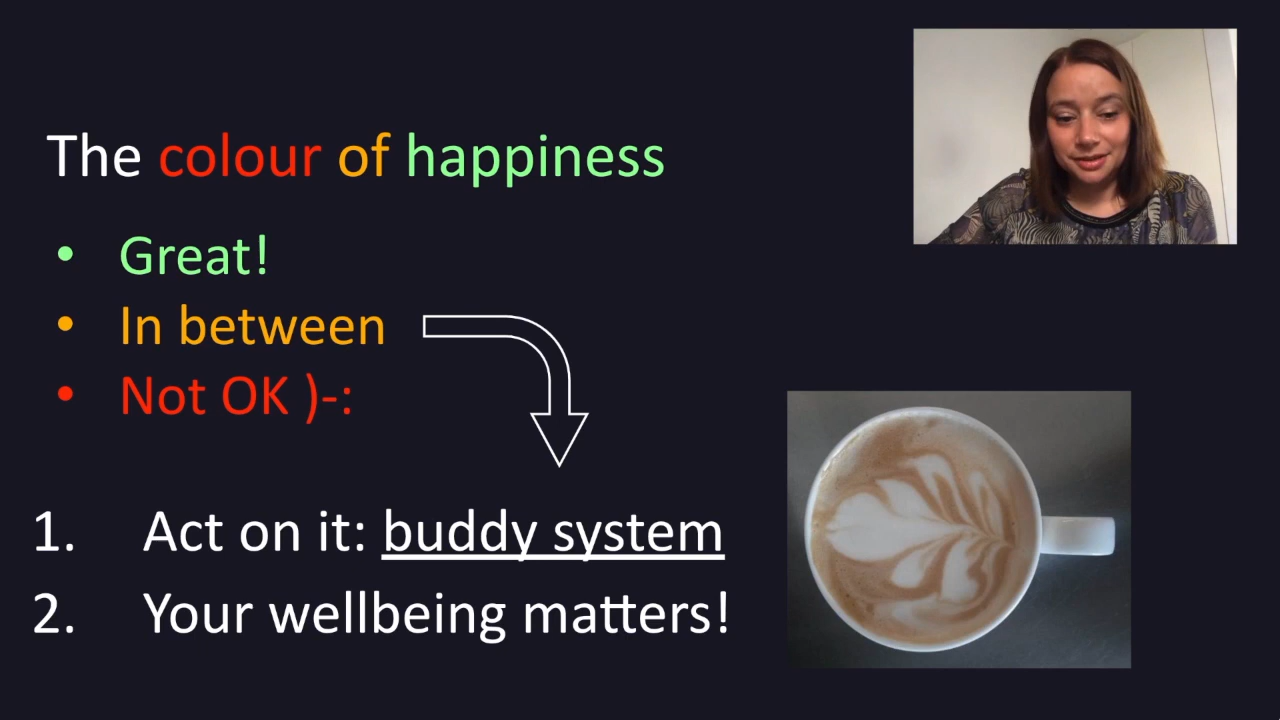 The colour of happiness
• Great!
• In between
• Not OK )-:
1. Act on it: buddy system
2. Your wellbeing matters!